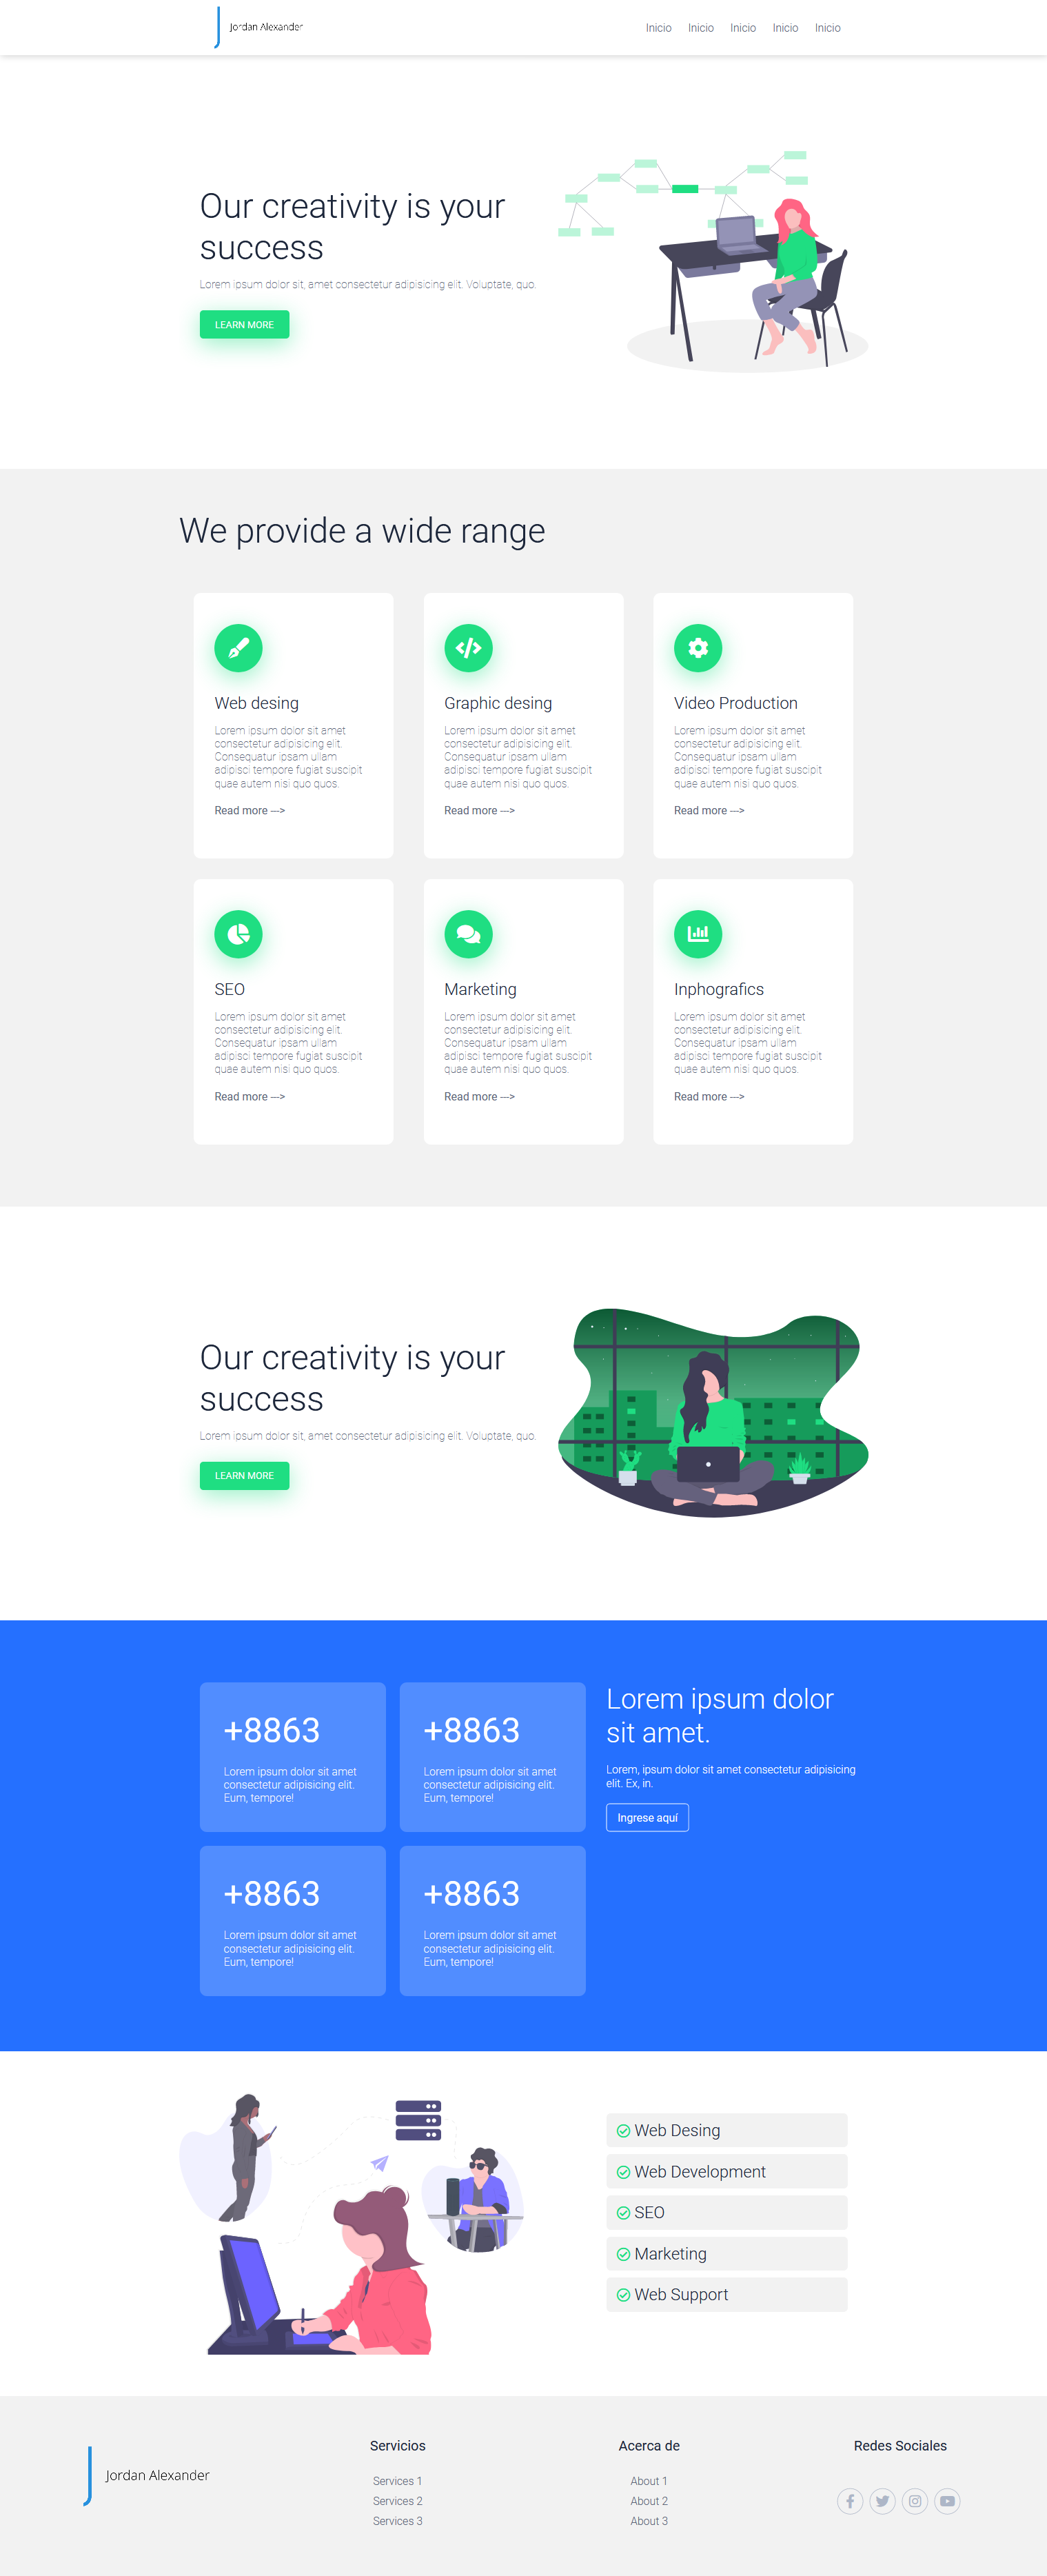 Jordan Alexander
Inicio Inicio Inicio Inicio Inicio
Our creativity is your
success
Lorem ipsum dolor sit, amet consectetur adipisicing elit. Voluptate, quo.
LEARN MORE
We provide a wide range
Web desing
Lorem ipsum dolor sit amet
consectetur adipisicing elit.
Consequatur ipsam ullam
adipisci tempore fugiat suscipit
quae autem nisi quo quos.
Read more --->
Graphic desing
Lorem ipsum dolor sit amet
consectetur adipisicing elit.
Consequatur ipsam ullam
adipisci tempore fugiat suscipit
quae autem nisi quo quos.
Read more --->
Video Production
Lorem ipsum dolor sit amet
consectetur adipisicing elit.
Consequatur ipsam ullam
adipisci tempore fugiat suscipit
quae autem nisi quo quos.
Read more --->
SEO
Lorem ipsum dolor sit amet
consectetur adipisicing elit.
Consequatur ipsam ullam
adipisci tempore fugiat suscipit
quae autem nisi quo quos.
Read more --->
Marketing
Lorem ipsum dolor sit amet
consectetur adipisicing elit.
Consequatur ipsam ullam
adipisci tempore fugiat suscipit
quae autem nisi quo quos.
Read more --->
Inphografics
Lorem ipsum dolor sit amet
consectetur adipisicing elit.
Consequatur ipsam ullam
adipisci tempore fugiat suscipit
quae autem nisi quo quos.
Read more --->
Our creativity is your
success
Lorem ipsum dolor sit, amet consectetur adipisicing elit. Voluptate, quo.
LEARN MORE
+8863
Lorem ipsum dolor sit amet
consectetur adipisicing elit.
Eum, tempore!
+8863
Lorem ipsum dolor sit amet
consectetur adipisicing elit.
Eum, tempore!
+8863
Lorem ipsum dolor sit amet
consectetur adipisicing elit.
Eum, tempore!
+8863
Lorem ipsum dolor sit amet
consectetur adipisicing elit.
Eum, tempore!
Lorem ipsum dolor
sit amet.
Lorem, ipsum dolor sit amet consectetur adipisicing
elit. Ex, in.
Ingrese aquí
Web Desing
Web Development
SEO
Marketing
Web Support
Jordan Alexander
Servicios
Services 1
Services 2
Services 3
Acerca de
About 1
About 2
About 3
Redes Sociales